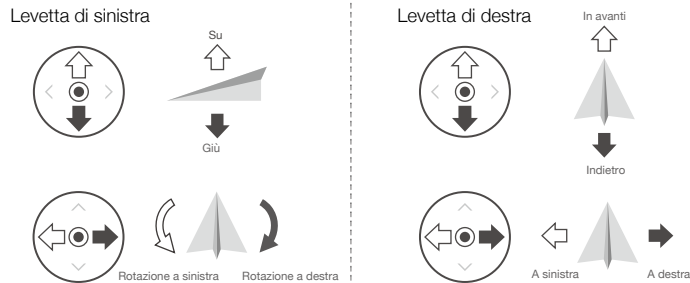 Levetta di sinistra
Su
Giù
Rotazione a sinistra
Rotazione a destra
Levetta di destra
In avanti
Indietro
A sinistra
A destra